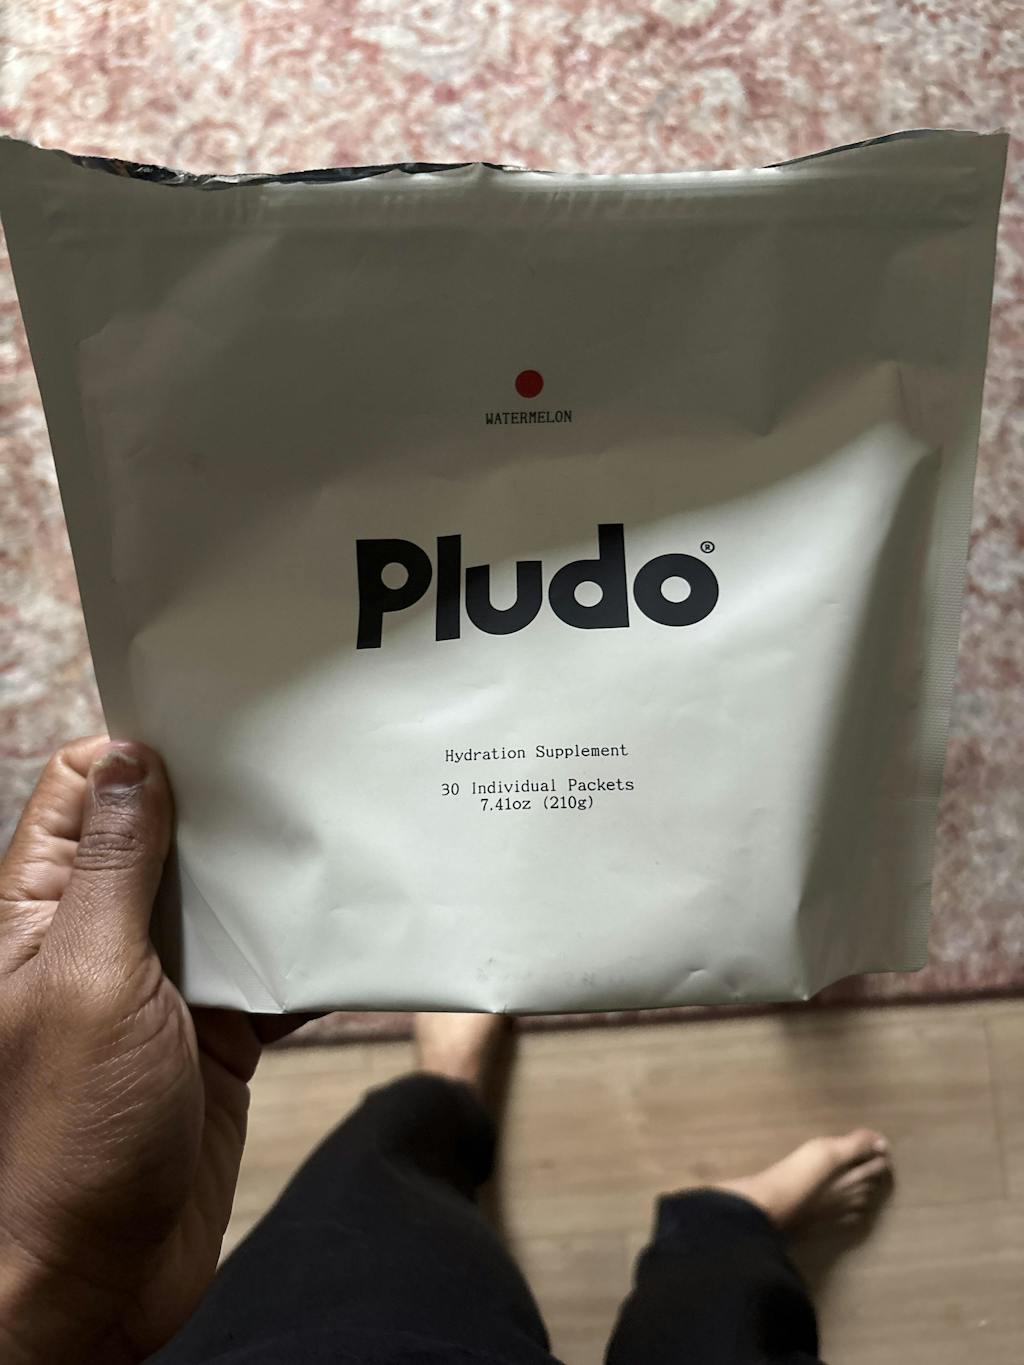 WATERMELON
Pludo®
Hydration Supplement
30 Individual Packets
7.41oz (210g)